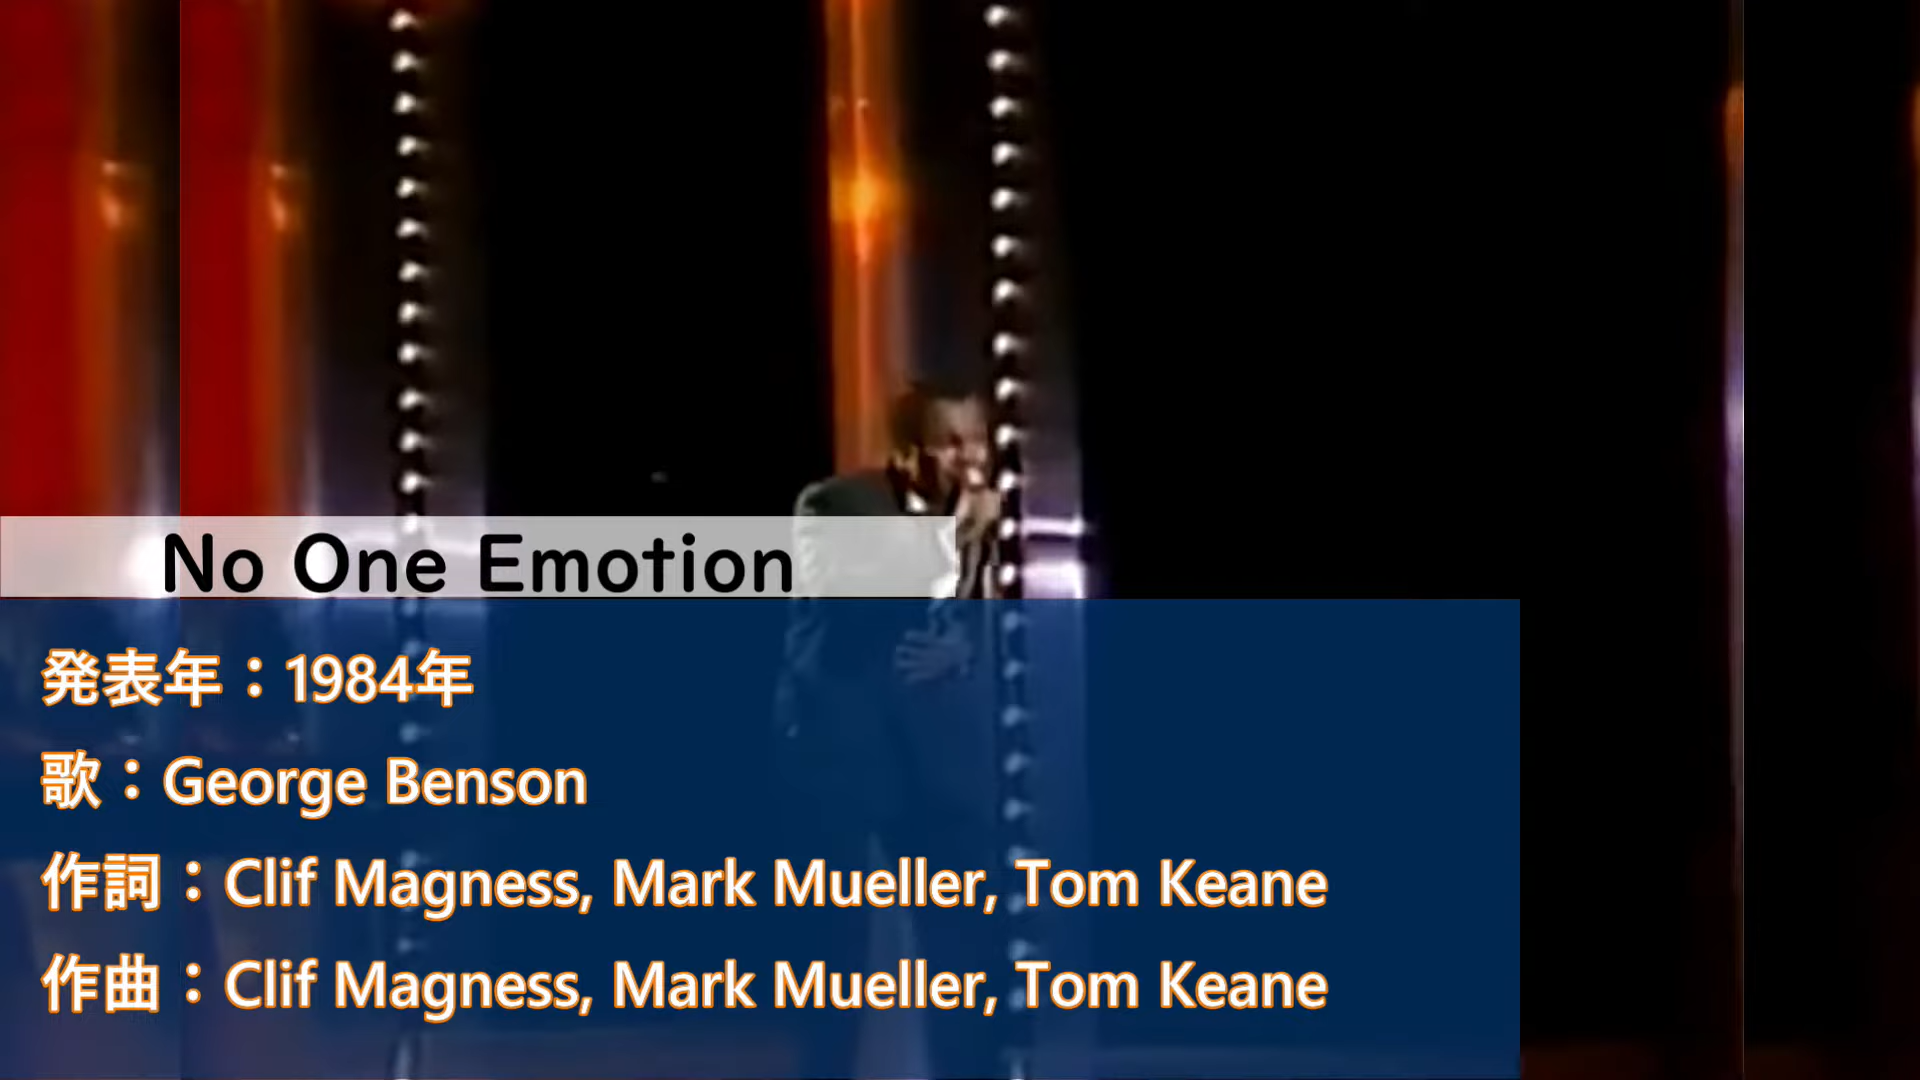 No One Emotion
発表年：1984年
歌：George Benson
作詞：Clif Magness, Mark Mueller, Tom Keane
作曲：Clif Magness, Mark Mueller, Tom Keane